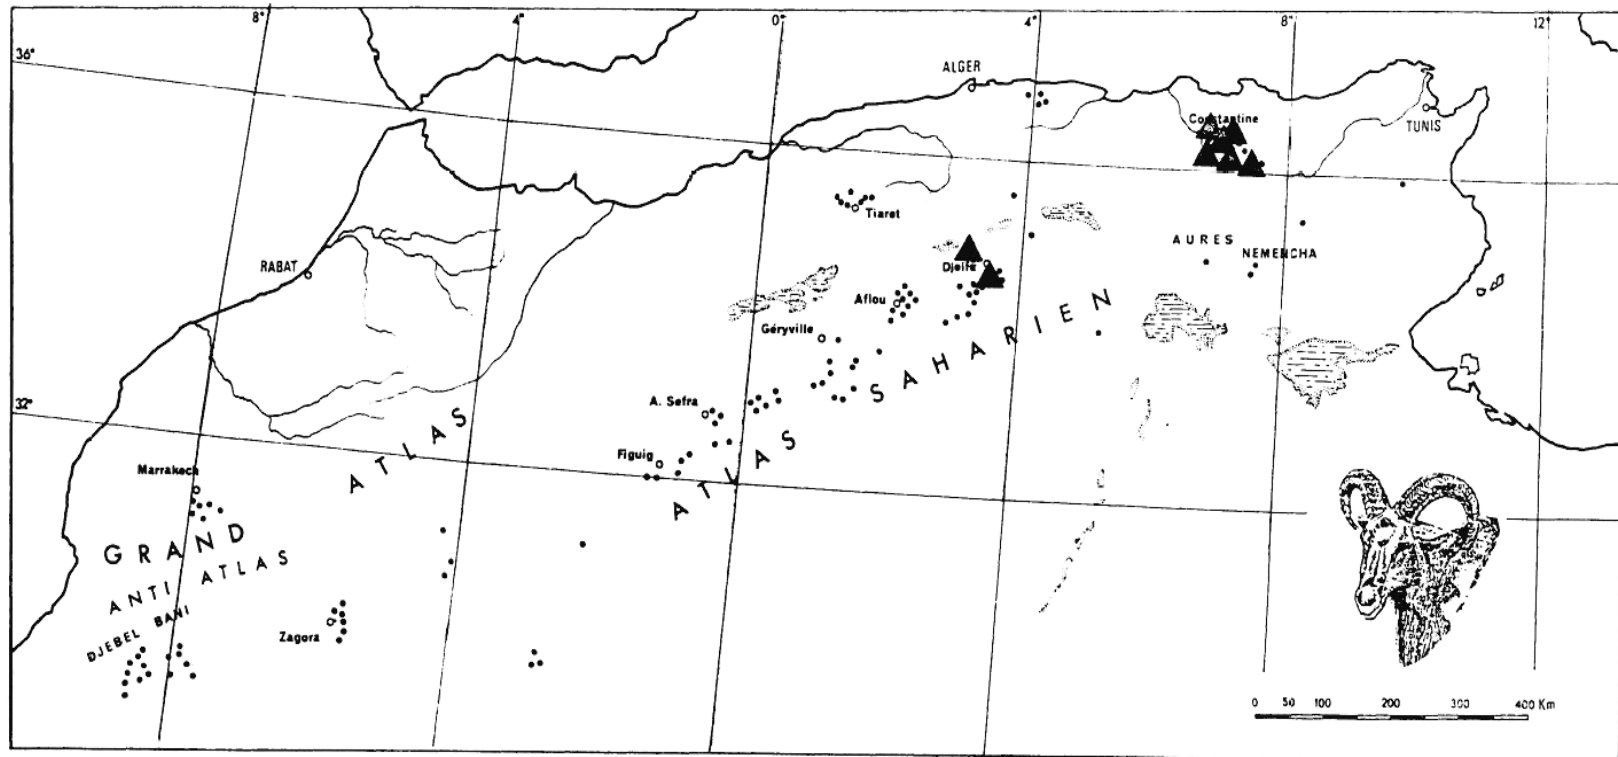 8° 4° 0° 4° 8° 12°
36°
ALGER
Constantine
TUNIS
Tiaret
AURES
NEMENCHA
RABAT
Djelfa
Aflou
Géryville
ATLAS SAHARIEN
A. Sefra
32°
Figuig
Marrakech
GRAND ATLAS
ANTI ATLAS
DJEBEL BANI
Zagora
0 50 100 200 300 400 Km